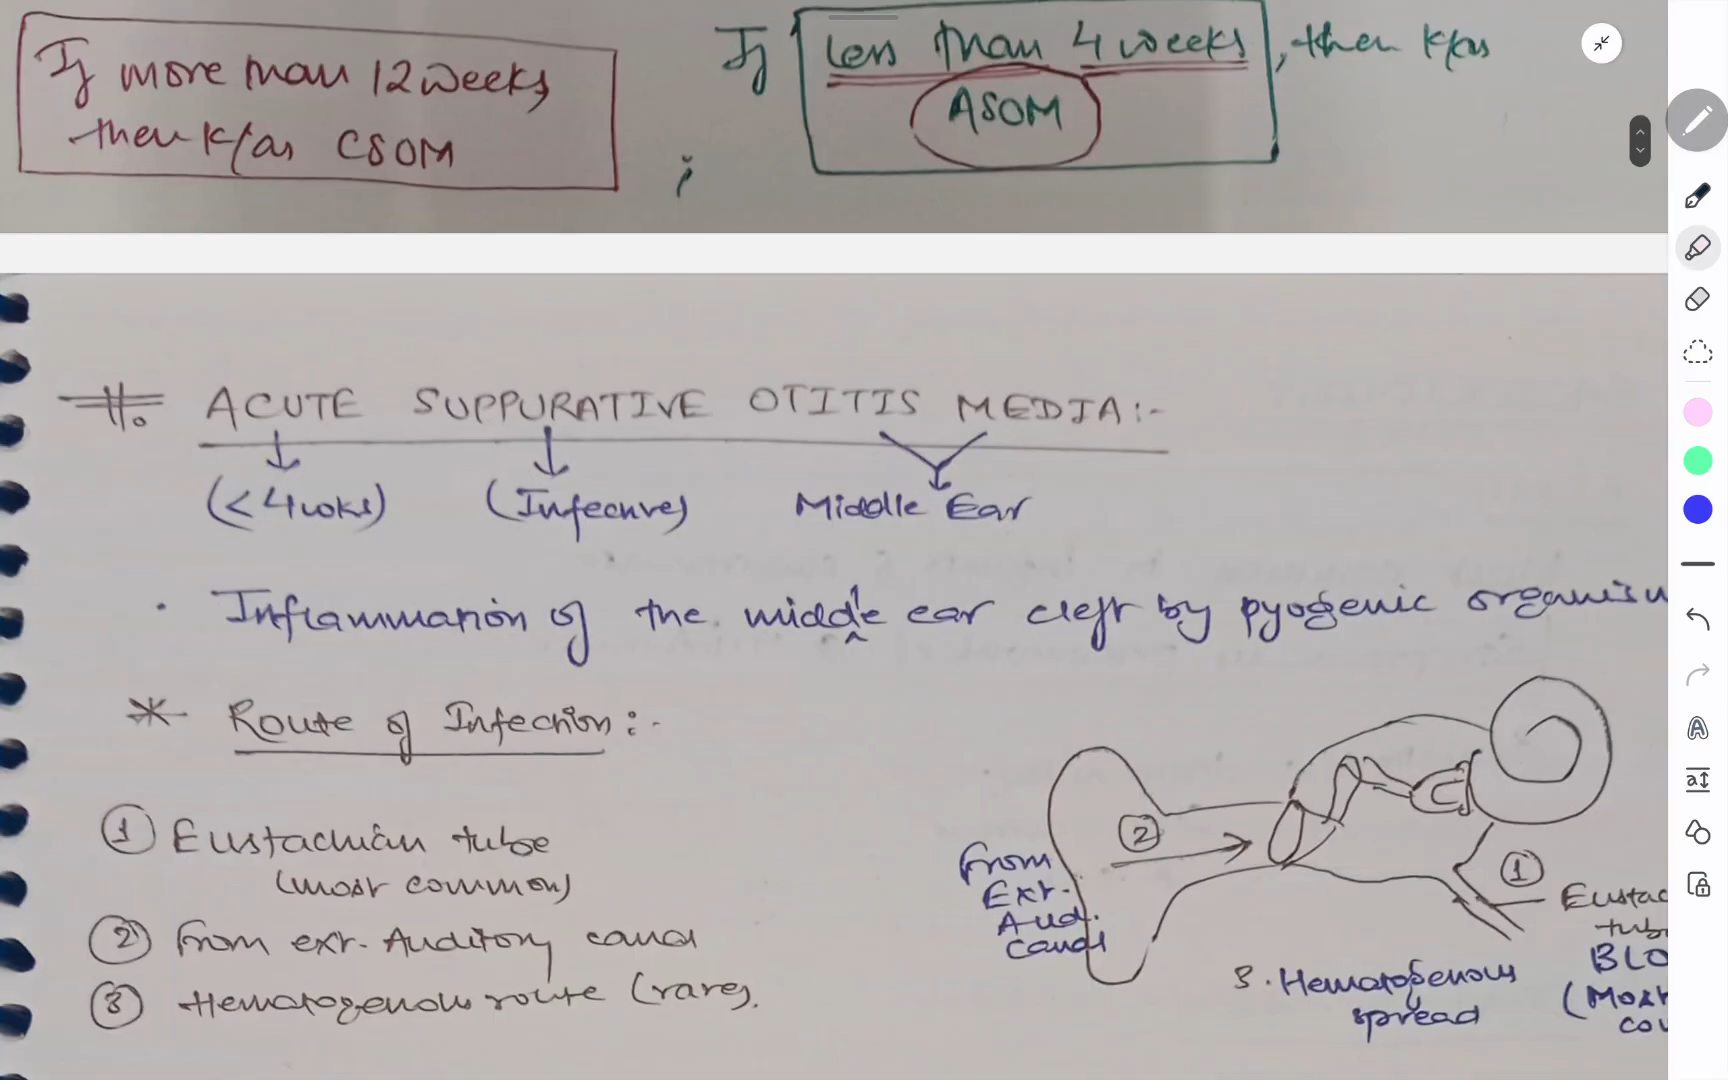 If more than 12 weeks,
then k/as CSOM
;
If less than 4 weeks, then k/as
ASOM
#. ACUTE SUPPURATIVE OTITIS MEDIA:-
(<4wks) (Infective) Middle Ear
• Inflammation of the middle ear cleft by pyogenic organism
* Route of Infection:-
① Eustachian tube
(most common)
② From ext. Auditory canal
③ Hematogenous route (rare).
②
From
Ext.
Aud.
canal
①
Eustac
tub
BLO
(Most
co
3. Hematogenous
spread